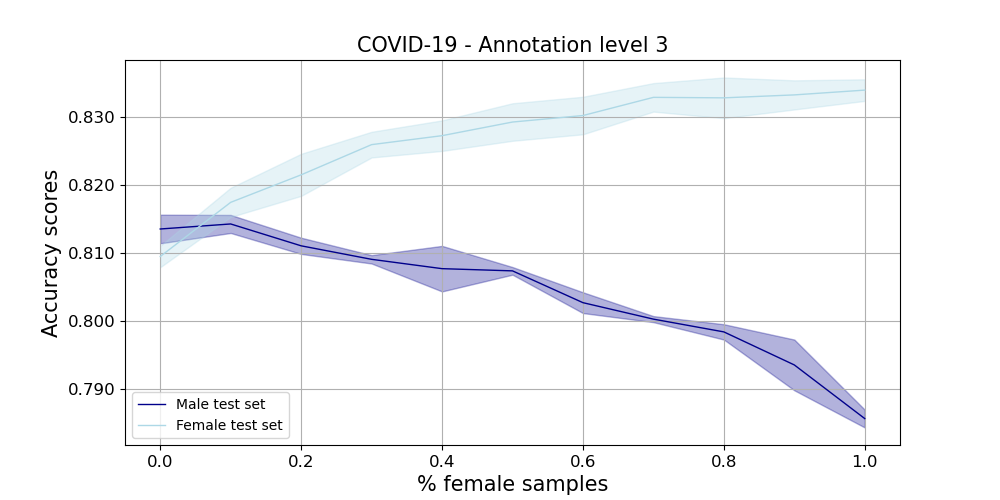 COVID-19 - Annotation level 3
Accuracy scores
0.830
0.820
0.810
0.800
0.790
Male test set
Female test set
0.0 0.2 0.4 0.6 0.8 1.0
% female samples